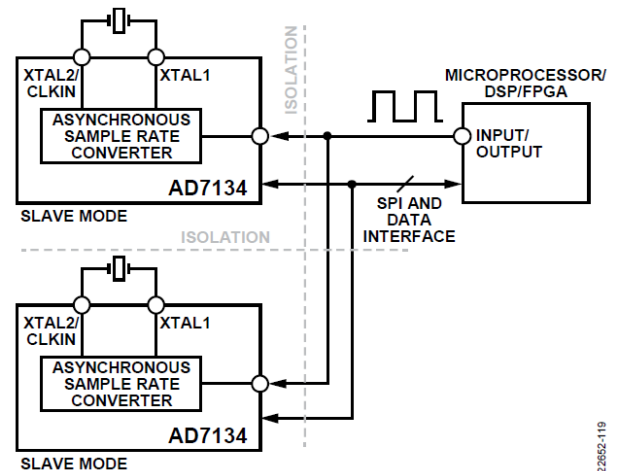 XTAL2/
CLKIN
XTAL1
ASYNCHRONOUS
SAMPLE RATE
CONVERTER
AD7134
SLAVE MODE
ISOLATION
ISOLATION
MICROPROCESSOR/
DSP/FPGA
INPUT/
OUTPUT
SPI AND
DATA
INTERFACE
XTAL2/
CLKIN
XTAL1
ASYNCHRONOUS
SAMPLE RATE
CONVERTER
AD7134
SLAVE MODE
22652-119